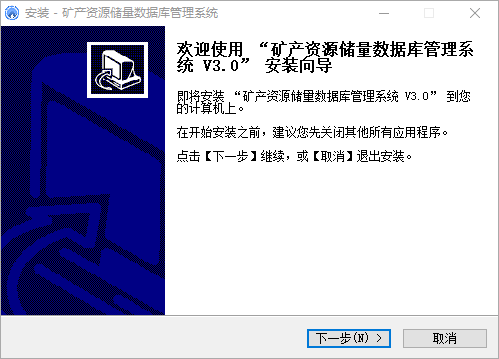 安装 - 矿产资源储量数据库管理系统
欢迎使用 “矿产资源储量数据库管理系
统 V3.0” 安装向导
即将安装 “矿产资源储量数据库管理系统 V3.0” 到您
的计算机上。
在开始安装之前，建议您先关闭其他所有应用程序。
点击【下一步】继续，或【取消】退出安装。
下一步(N) >
取消